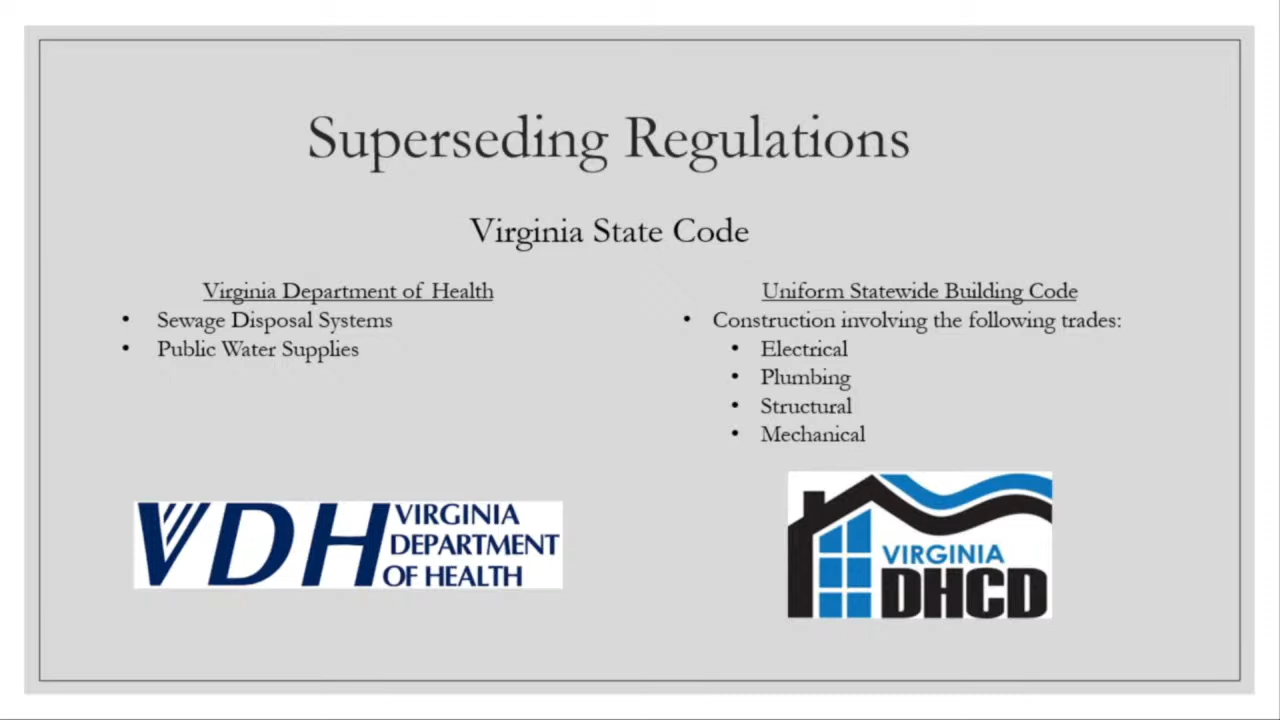 Superseding Regulations
Virginia State Code
Virginia Department of Health
• Sewage Disposal Systems
• Public Water Supplies
Uniform Statewide Building Code
• Construction involving the following trades:
• Electrical
• Plumbing
• Structural
• Mechanical
VDH
VIRGINIA
DEPARTMENT
OF HEALTH
VIRGINIA
DHCD